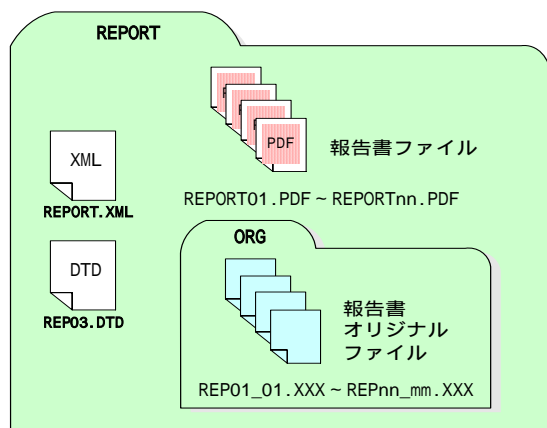 REPORT
PDF
報告書ファイル
REPORT01.PDF～REPORTnn.PDF
XML
REPORT.XML
DTD
REP03.DTD
ORG
報告書
オリジナル
ファイル
REP01_01.XXX～REPnn_mm.XXX